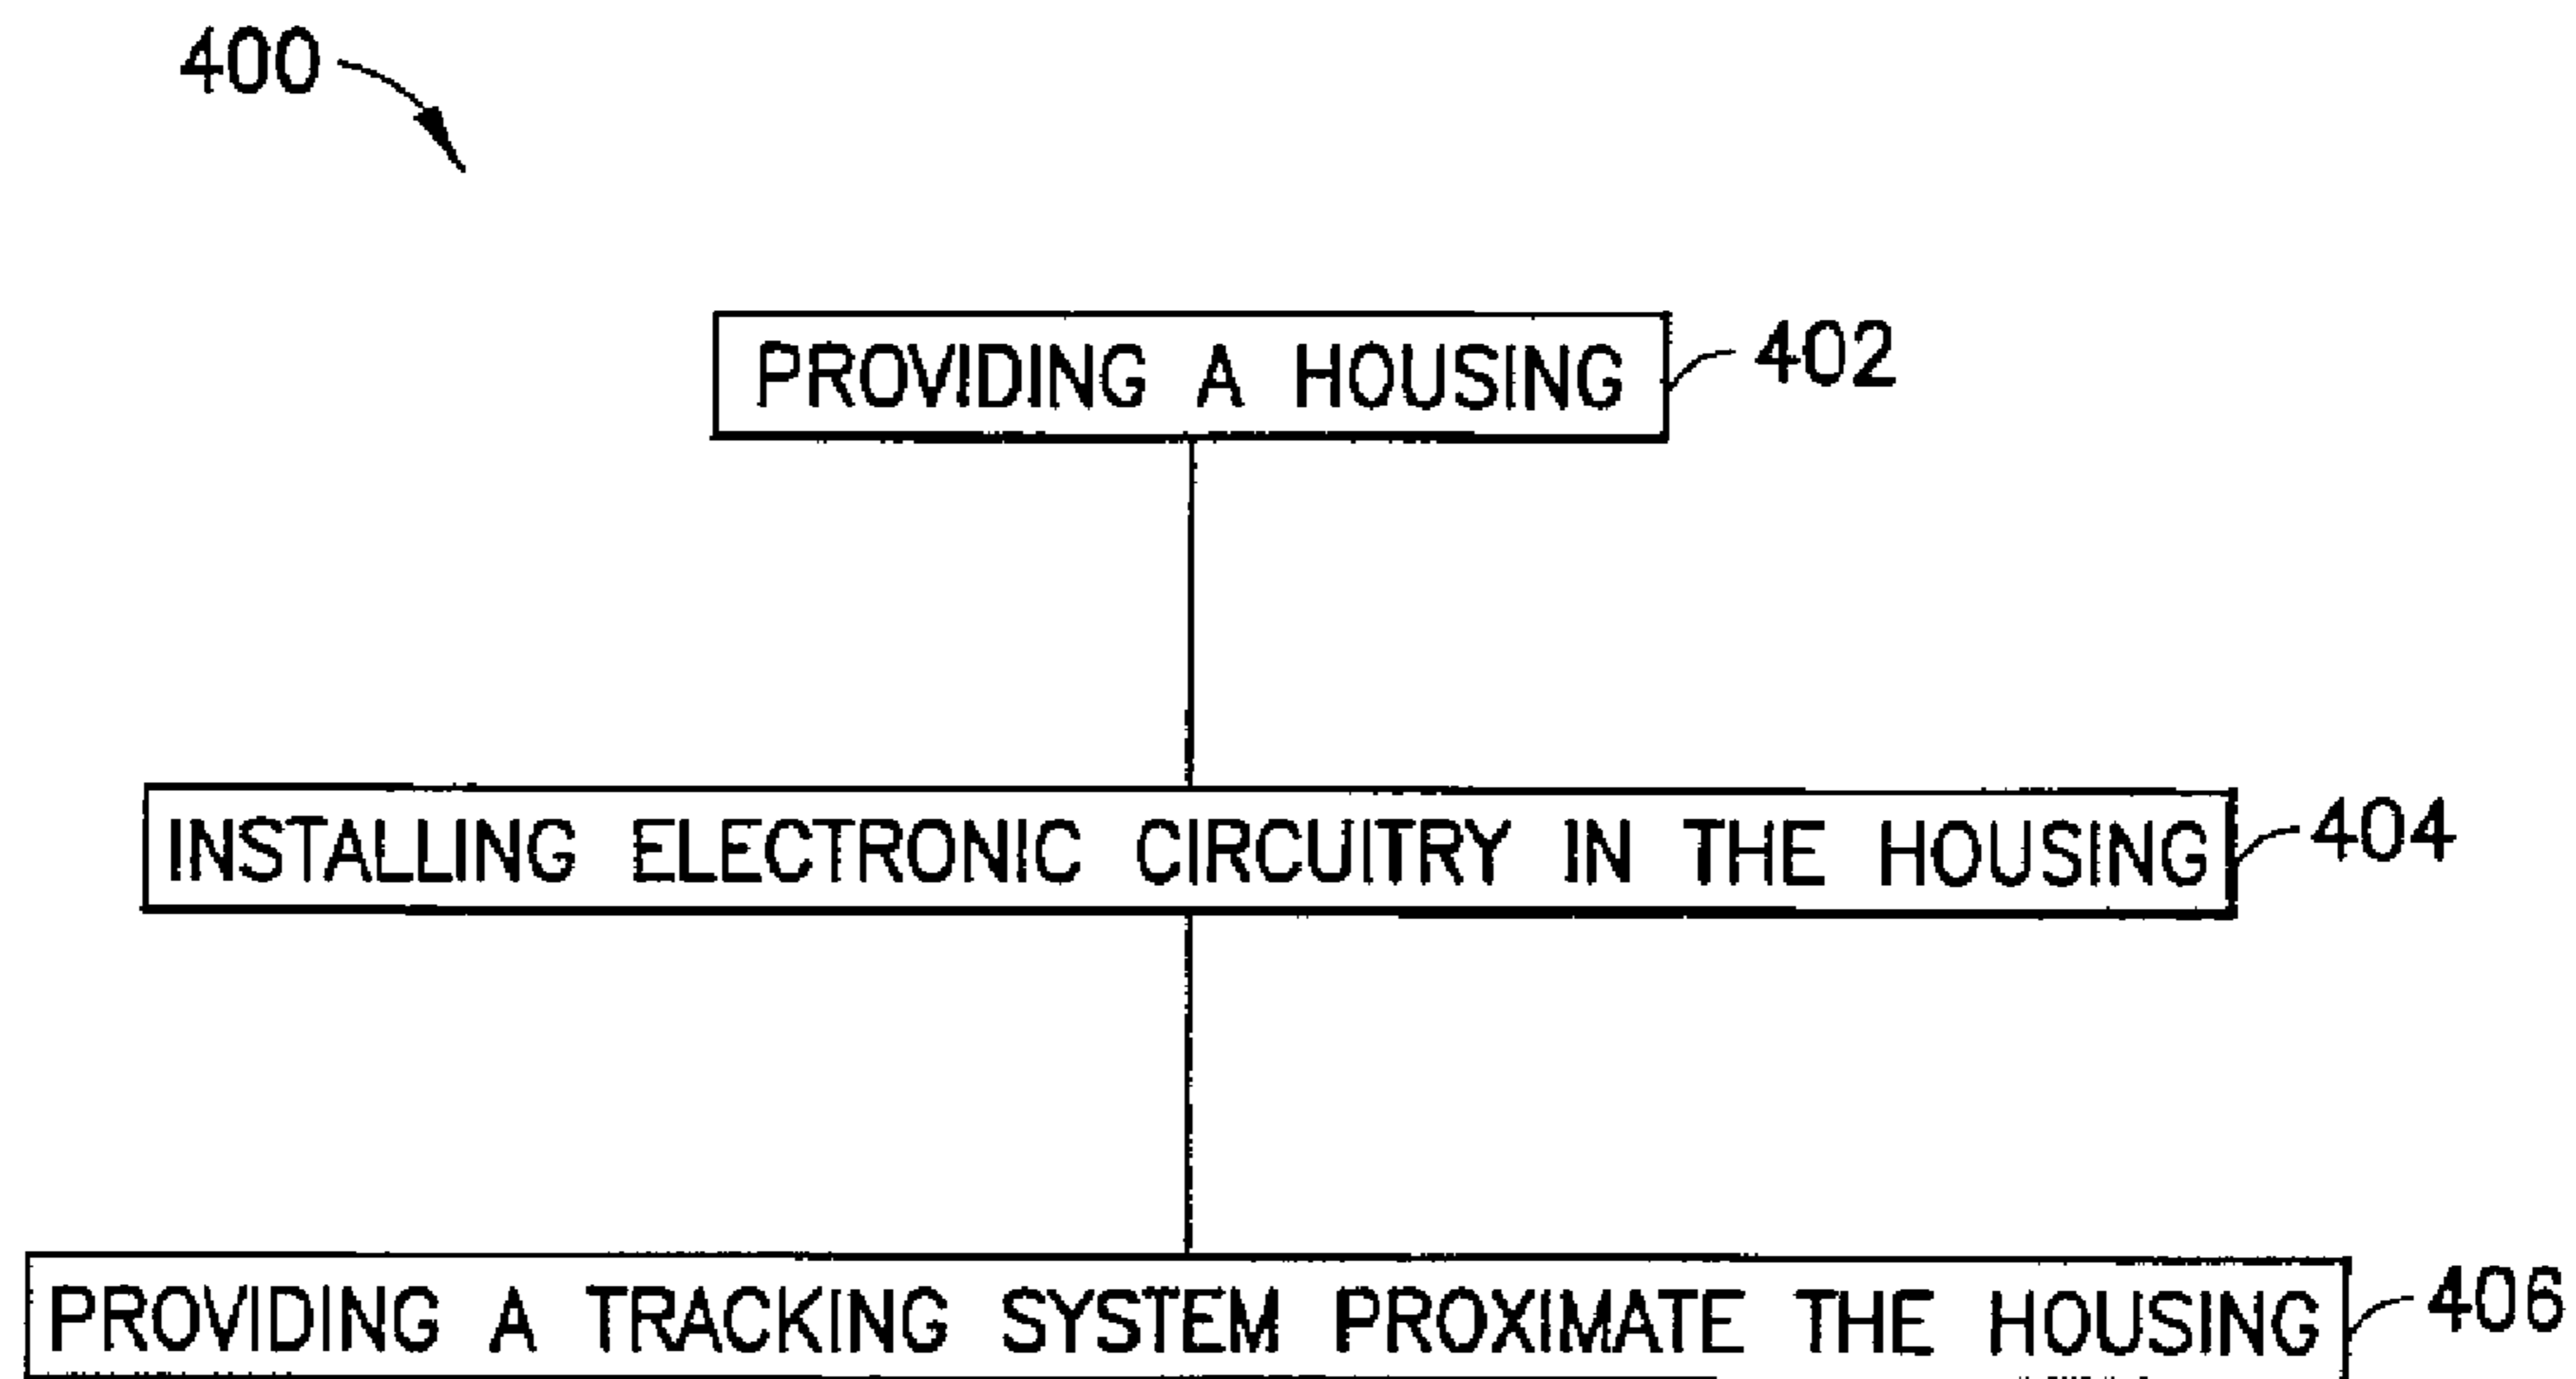 400
PROVIDING A HOUSING 402
INSTALLING ELECTRONIC CIRCUITRY IN THE HOUSING 404
PROVIDING A TRACKING SYSTEM PROXIMATE THE HOUSING 406